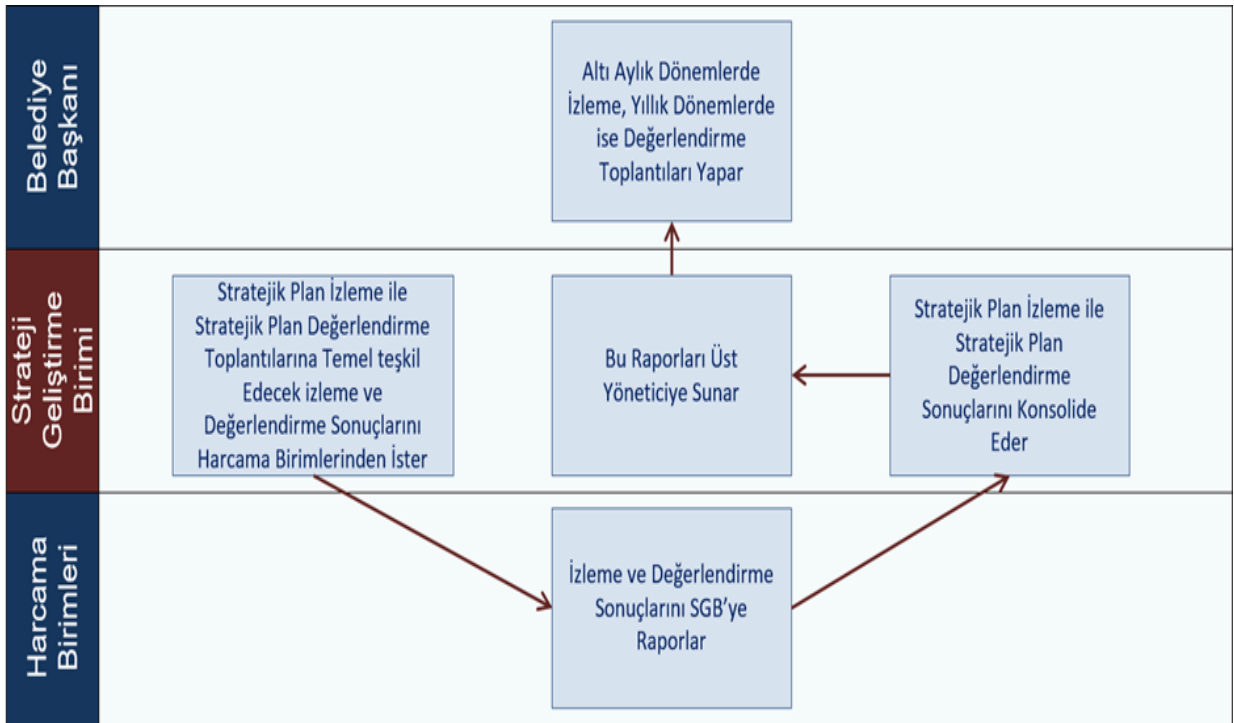 Belediye
Başkanı
Altı Aylık Dönemlerde
İzleme, Yıllık Dönemlerde
ise Değerlendirme
Toplantıları Yapar
Strateji
Geliştirme
Birimi
Stratejik Plan İzleme ile
Stratejik Plan Değerlendirme
Toplantılarına Temel teşkil
Edecek izleme ve
Değerlendirme Sonuçlarını
Harcama Birimlerinden İster
Bu Raporları Üst
Yöneticiye Sunar
Stratejik Plan İzleme ile
Stratejik Plan
Değerlendirme
Sonuçlarını Konsolide
Eder
Harcama
Birimleri
İzleme ve Değerlendirme
Sonuçlarını SGB’ye
Raporlar